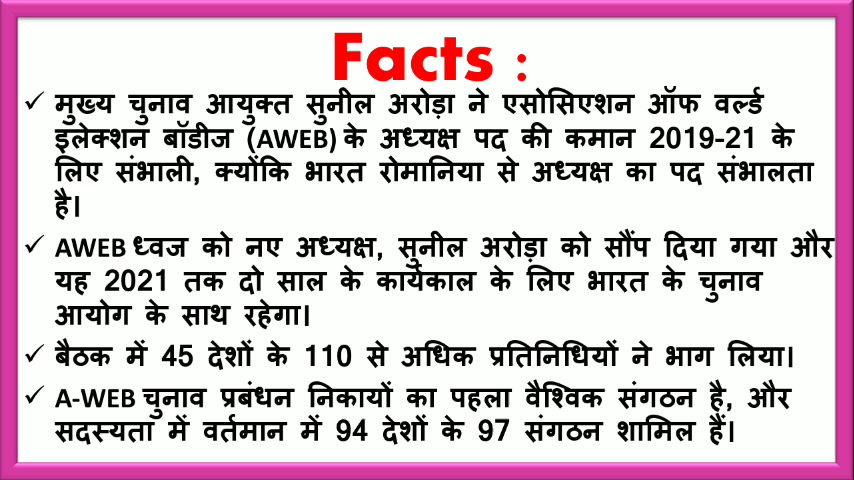 Facts :
✓ मुख्य चुनाव आयुक्त सुनील अरोड़ा ने एसोसिएशन ऑफ वर्ल्ड
इलेक्शन बॉडीज (AWEB) के अध्यक्ष पद की कमान 2019-21 के
लिए संभाली, क्योंकि भारत रोमानिया से अध्यक्ष का पद संभालता
है।
✓ AWEB ध्वज को नए अध्यक्ष, सुनील अरोड़ा को सौंप दिया गया और
यह 2021 तक दो साल के कार्यकाल के लिए भारत के चुनाव
आयोग के साथ रहेगा।
✓ बैठक में 45 देशों के 110 से अधिक प्रतिनिधियों ने भाग लिया।
✓ A-WEB चुनाव प्रबंधन निकायों का पहला वैश्विक संगठन है, और
सदस्यता में वर्तमान में 94 देशों के 97 संगठन शामिल हैं।